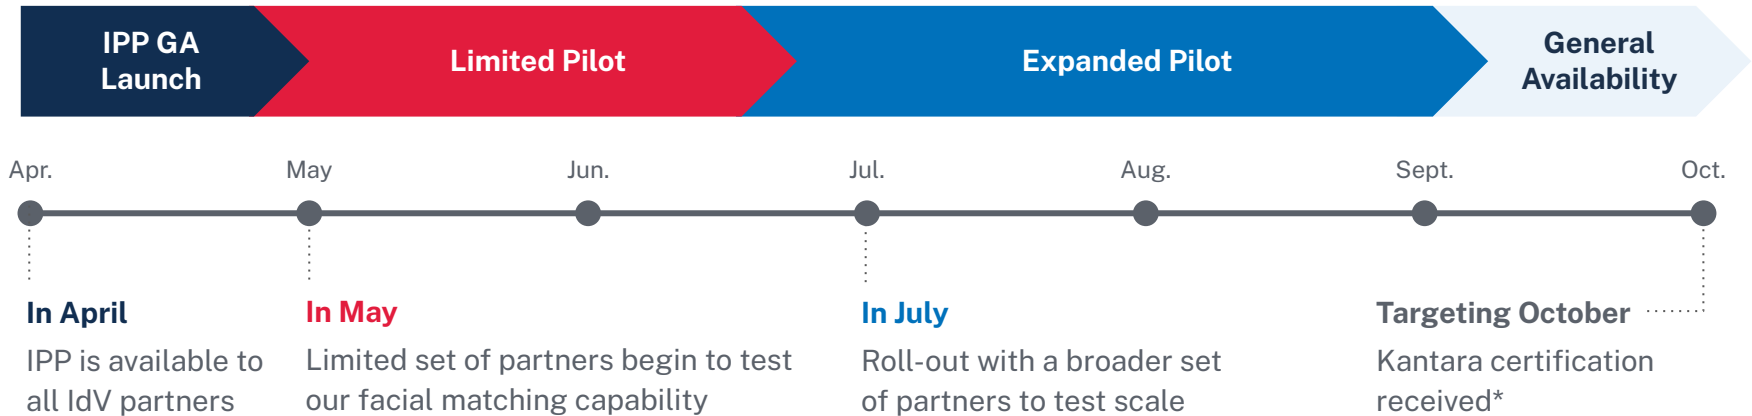 IPP GA
Launch
Limited Pilot
Expanded Pilot
General
Availability
Apr.
May
Jun.
Jul.
Aug.
Sept.
Oct.
In April
IPP is available to
all IdV partners
In May
Limited set of partners begin to test
our facial matching capability
In July
Roll-out with a broader set
of partners to test scale
Targeting October
Kantara certification
received*